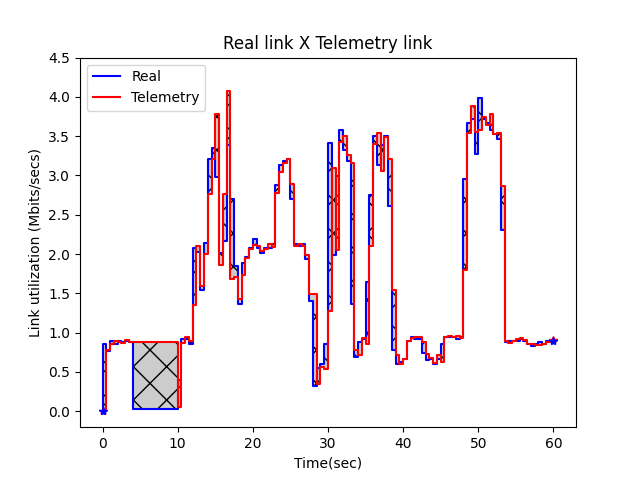 Real link X Telemetry link
Real
Telemetry
Link utilization (Mbits/secs)
4.5
4.0
3.5
3.0
2.5
2.0
1.5
1.0
0.5
0.0
0 10 20 30 40 50 60
Time(sec)